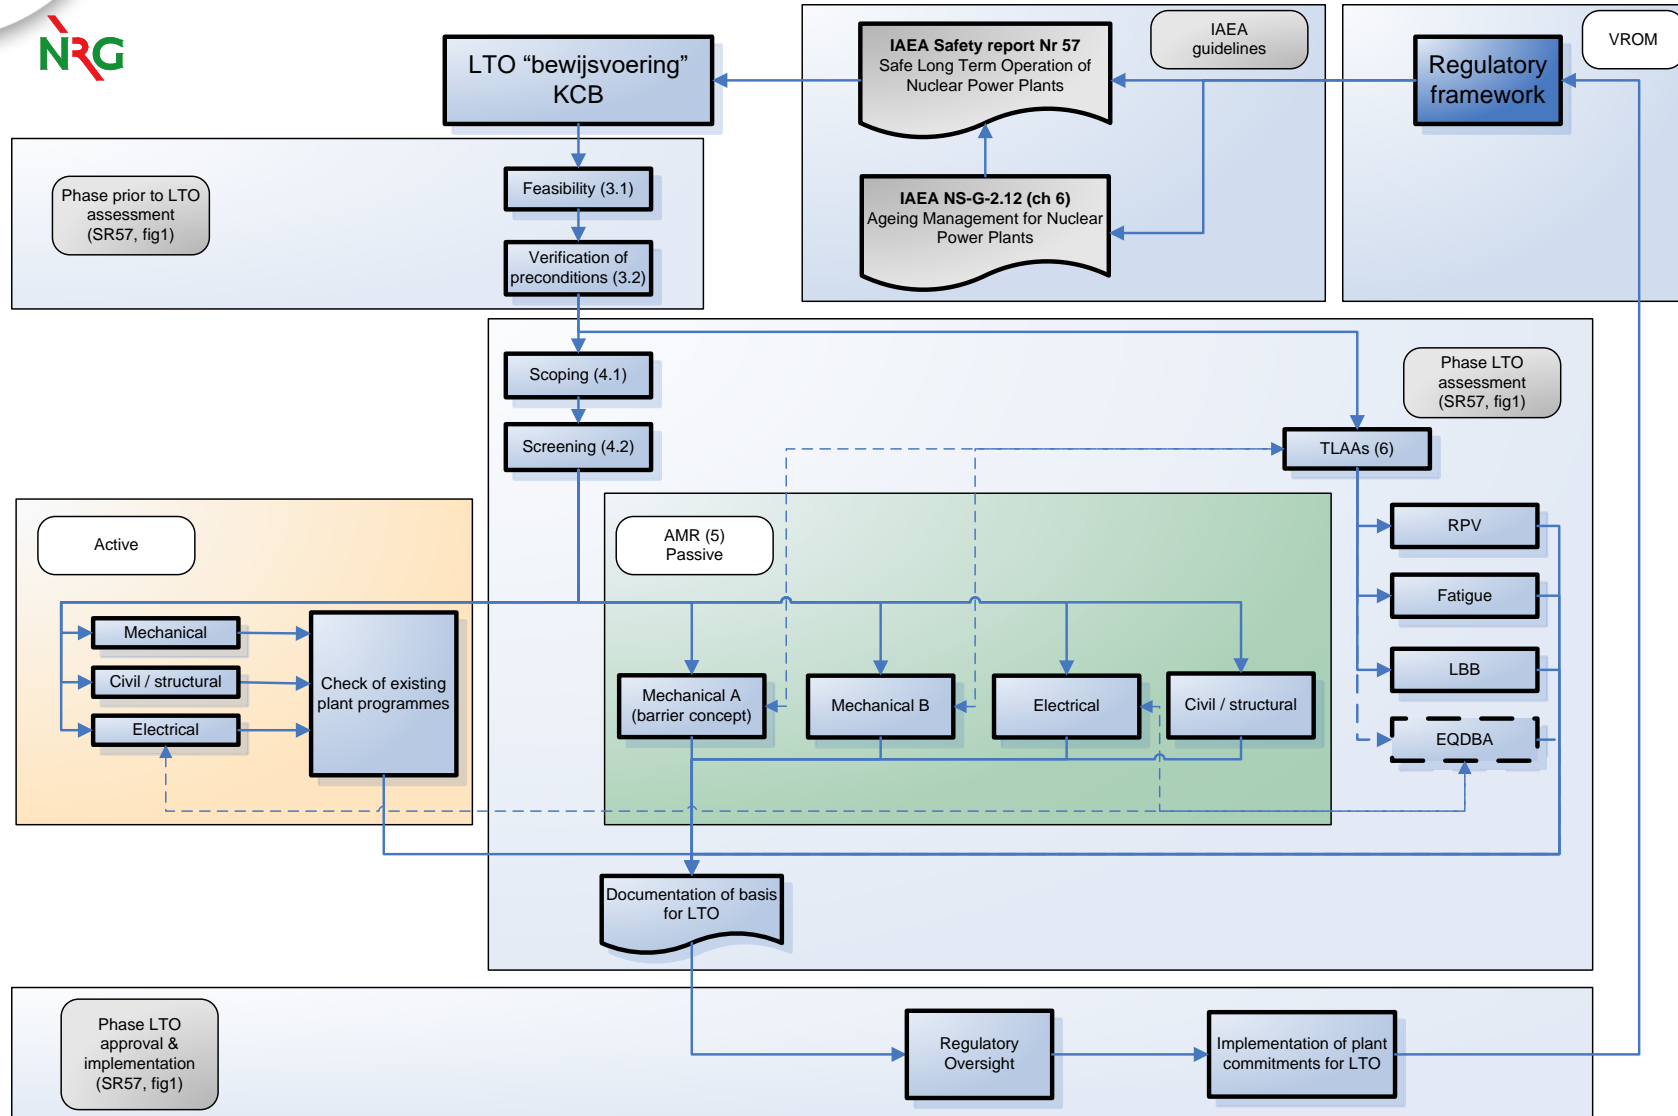 NRG
LTO “bewijsvoering”
KCB
IAEA Safety report Nr 57
Safe Long Term Operation of
Nuclear Power Plants
IAEA
guidelines
VROM
Regulatory
framework
Phase prior to LTO
assessment
(SR57, fig1)
Feasibility (3.1)
Verification of
preconditions (3.2)
IAEA NS-G-2.12 (ch 6)
Ageing Management for Nuclear
Power Plants
Scoping (4.1)
Screening (4.2)
Phase LTO
assessment
(SR57, fig1)
TLAAs (6)
Active
AMR (5)
Passive
RPV
Fatigue
LBB
EQDBA
Mechanical
Civil / structural
Electrical
Check of existing
plant programmes
Mechanical A
(barrier concept)
Mechanical B
Electrical
Civil / structural
Documentation of basis
for LTO
Phase LTO
approval &
implementation
(SR57, fig1)
Regulatory
Oversight
Implementation of plant
commitments for LTO